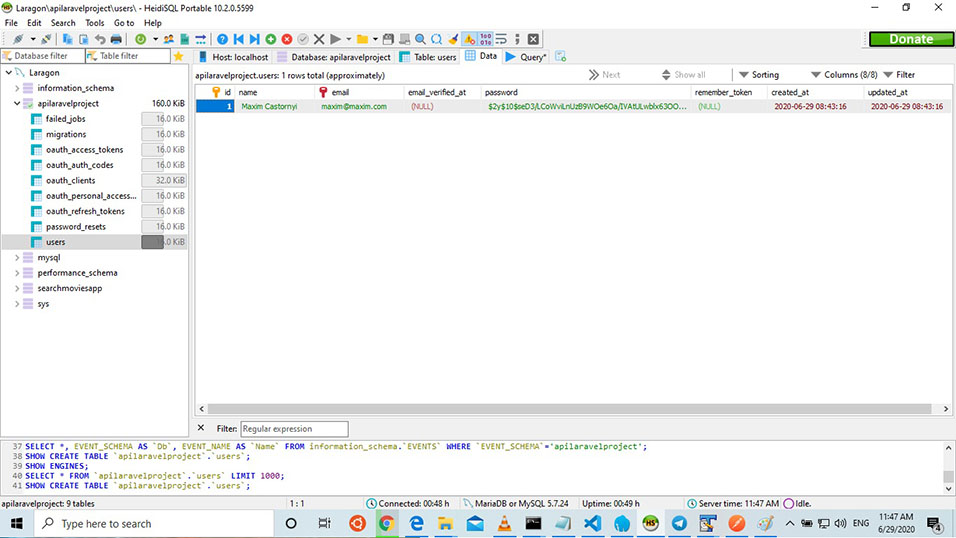 Laragon\apilaravelproject\users\ - HeidiSQL Portable 10.2.0.5599
File Edit Search Tools Go to Help
Donate
Database filter Table filter
Host: localhost Database: apilaravelproject Table: users Data Query*
Laragon
information_schema
apilaravelproject 160.0 KiB
failed_jobs 16.0 KiB
migrations 16.0 KiB
oauth_access_tokens 16.0 KiB
oauth_auth_codes 16.0 KiB
oauth_clients 32.0 KiB
oauth_personal_access... 16.0 KiB
oauth_refresh_tokens 16.0 KiB
password_resets 16.0 KiB
users 16.0 KiB
mysql
performance_schema
searchmoviesapp
sys
apilaravelproject.users: 1 rows total (approximately) Next Show all Sorting Columns (8/8) Filter
id name email email_verified_at password remember_token created_at updated_at
1 Maxim Castornyi maxim@maxim.com (NULL) (NULL) 2020-06-29 08:43:16 2020-06-29 08:43:16
Filter: Regular expression
37 SELECT *, EVENT_SCHEMA AS `Db`, EVENT_NAME AS `Name` FROM information_schema.`EVENTS` WHERE `EVENT_SCHEMA`='apilaravelproject';
38 SHOW CREATE TABLE `apilaravelproject`.`users`;
39 SHOW ENGINES;
40 SELECT * FROM `apilaravelproject`.`users` LIMIT 1000;
41 SHOW CREATE TABLE `apilaravelproject`.`users`;
apilaravelproject: 9 tables 1 : 1 Connected: 00:48 h MariaDB or MySQL 5.7.24 Uptime: 00:49 h Server time: 11:47 AM Idle.
Type here to search
ENG
11:47 AM
6/29/2020
4